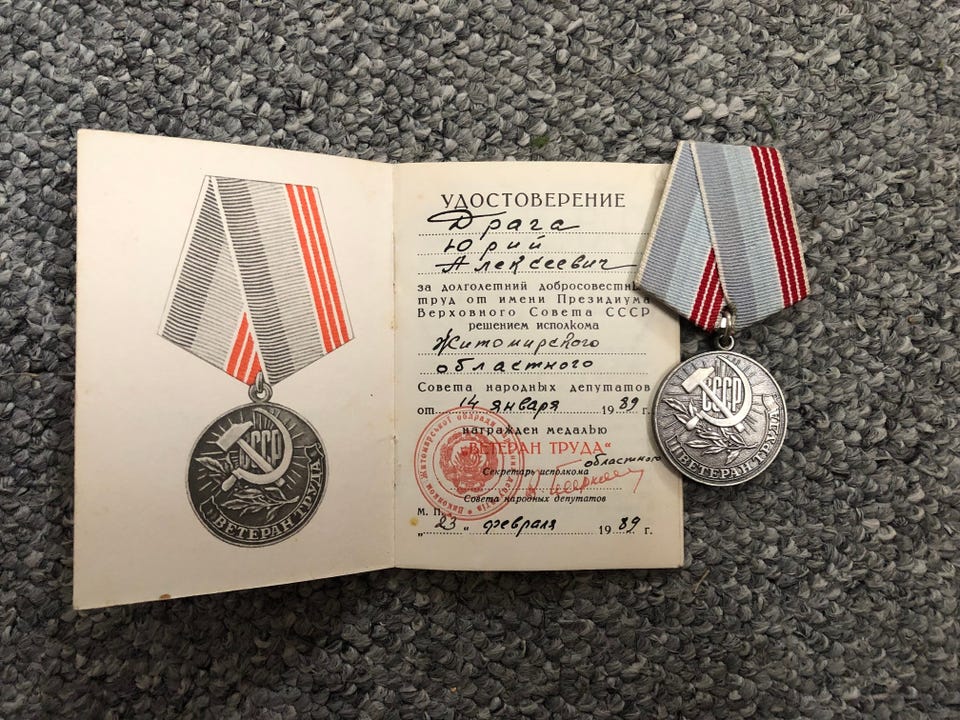 СССР
ВЕТЕРАН ТРУДА
УДОСТОВЕРЕНИЕ
Драга
Юрий
Алексеевич
за долголетний добросовестный
труд от имени Президиума
Верховного Совета СССР
решением исполкома
Житомирского
областного
Совета народных депутатов
от 14 января 1989 г.
награжден медалью
"ВЕТЕРАН ТРУДА"
областного
Секретарь исполкома
Совета народных депутатов
М. П.
„23“ февраля 1989 г.
СССР
ВЕТЕРАН ТРУДА